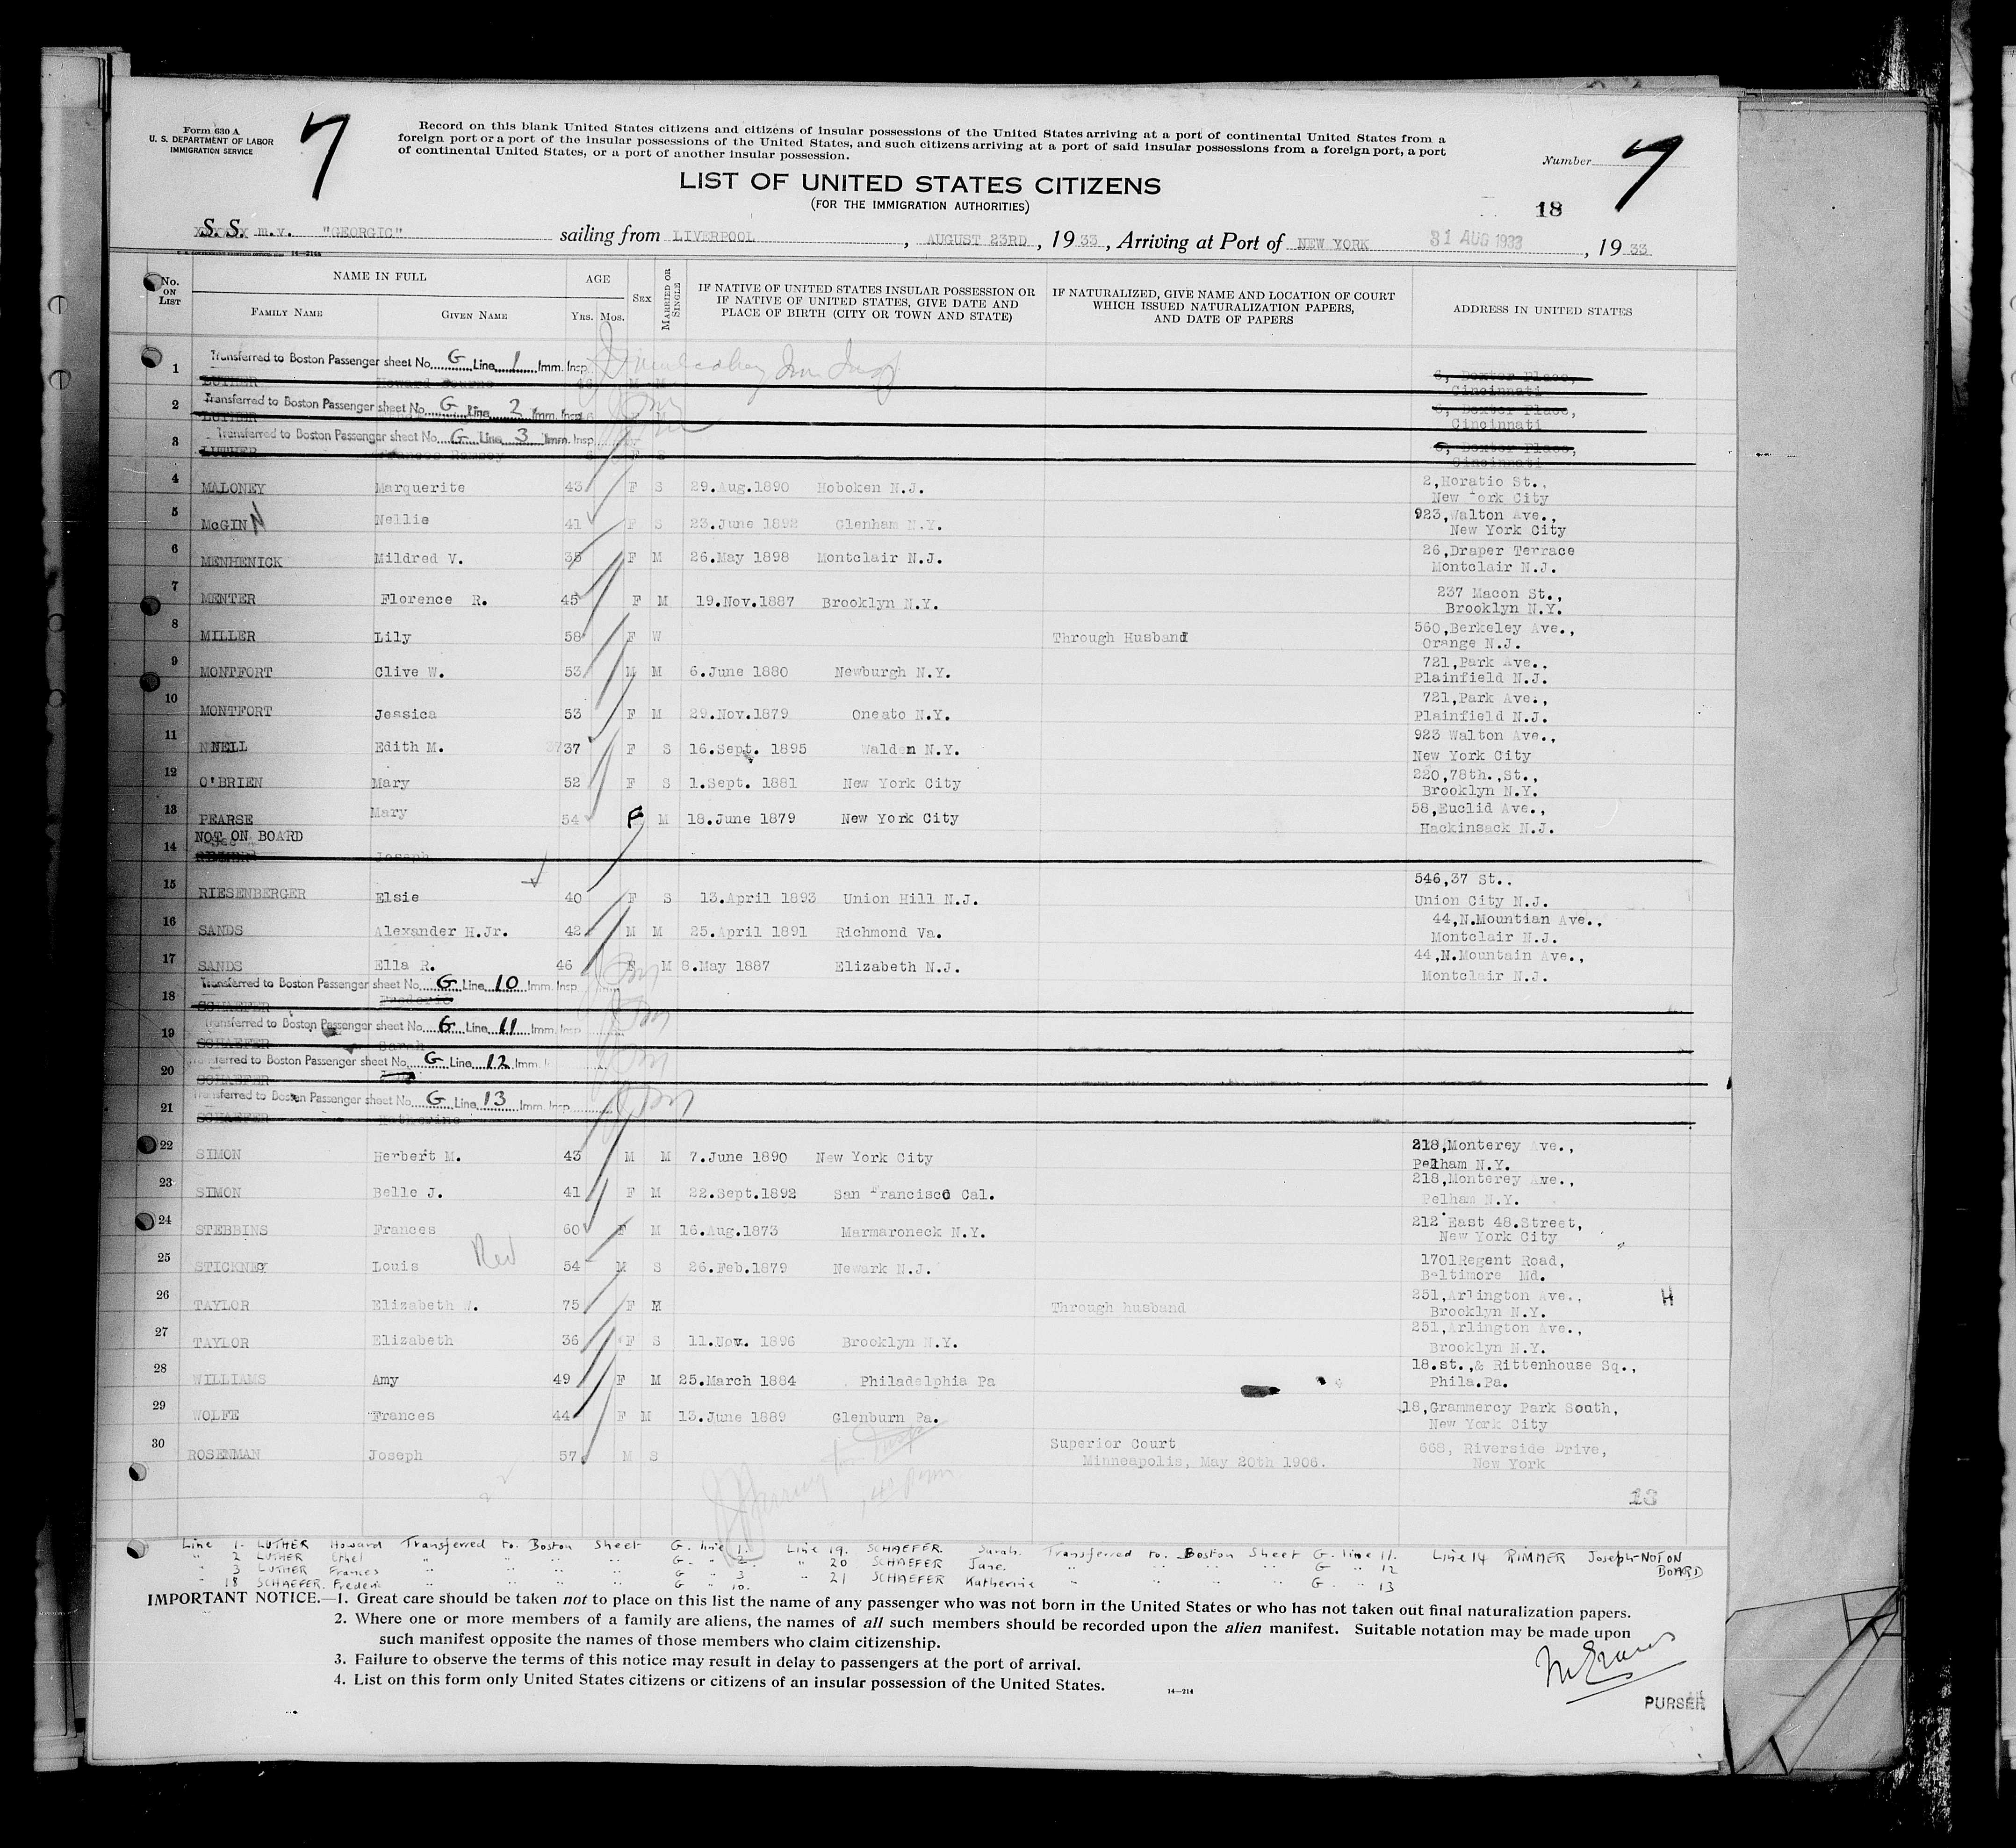 Form 630 A
U. S. DEPARTMENT OF LABOR
IMMIGRATION SERVICE
7
Record on this blank United States citizens and citizens of insular possessions of the United States arriving at a port of continental United States from a
foreign port or a port of the insular possessions of the United States, and such citizens arriving at a port of said insular possessions from a foreign port, a port
of continental United States, or a port of another insular possession.
Number 7
LIST OF UNITED STATES CITIZENS
(FOR THE IMMIGRATION AUTHORITIES)
18
S. S. m.v. "GEORGIC" sailing from LIVERPOOL, AUGUST 23RD, 1933, Arriving at Port of NEW YORK 31 AUG 1933, 1933
14—214a
No. ON LIST NAME IN FULL AGE SEX MARRIED OR SINGLE IF NATIVE OF UNITED STATES INSULAR POSSESSION OR IF NATIVE OF UNITED STATES, GIVE DATE AND PLACE OF BIRTH (CITY OR TOWN AND STATE) IF NATURALIZED, GIVE NAME AND LOCATION OF COURT WHICH ISSUED NATURALIZATION PAPERS, AND DATE OF PAPERS ADDRESS IN UNITED STATES
FAMILY NAME GIVEN NAME YRS. MOS.
Transferred to Boston Passenger sheet No. G Line 1 Imm. Insp.
1 LUTHER Howard M M 6, Dexter Place, Cincinnati
Transferred to Boston Passenger sheet No. G Line 2 Imm. Insp.
2 LUTHER M 6, Dexter Place, Cincinnati
Transferred to Boston Passenger sheet No. G Line 3 Imm. Insp.
3 LUTHER Frances Ramsey F S 6, Dexter Place, Cincinnati
4 MALONEY Marquerite 43 F S 29.Aug.1890 Hoboken N.J. 2,Horatio St., New York City
5 McGINN Nellie 41 F S 23.June 1892 Glenham N.Y. 923,Walton Ave., New York City
6 MENHENICK Mildred V. 35 F M 26.May 1898 Montclair N.J. 26,Draper Terrace Montclair N.J.
7 MENTER Florence R. 45 F M 19.Nov.1887 Brooklyn N.Y. 237 Macon St., Brooklyn N.Y.
8 MILLER Lily 58 F W Through Husband 560,Berkeley Ave., Orange N.J.
9 MONTFORT Clive W. 53 M M 6.June 1880 Newburgh N.Y. 721,Park Ave.. Plainfield N.J.
10 MONTFORT Jessica 53 F M 29.Nov.1879 Oneato N.Y. 721,Park Ave., Plainfield N.J.
11 NELL Edith M. 37 F S 16.Sept. 1895 Walden N.Y. 923 Walton Ave., New York City
12 O'BRIEN Mary 52 F S 1.Sept. 1881 New York City 220,78th.,St., Brooklyn N.Y.
13 PEARSE Mary 54 F M 18.June 1879 New York City 58,Euclid Ave., Hackinsack N.J.
NOT ON BOARD
14 Joseph
15 RIESENBERGER Elsie 40 F S 13.April 1893 Union Hill N.J. 546,37 St.. Union City N.J.
16 SANDS Alexander H.Jr. 42 M M 25.April 1891 Richmond Va. 44,N.Mountian Ave., Montclair N.J.
17 SANDS Ella R. 46 F M 8.May 1887 Elizabeth N.J. 44,N.Mountain Ave., Montclair N.J.
Transferred to Boston Passenger sheet No. G Line 10 Imm. Insp
18 SCHAEFER Frederic
Transferred to Boston Passenger sheet No. G Line 11 Imm. Insp
19 SCHAEFER Sarah
Transferred to Boston Passenger sheet No. G Line 12 Imm.
20 SCHAEFER Jane
Transferred to Boston Passenger sheet No. G Line 13 Imm. Insp
21 SCHAEFER Katherine
22 SIMON Herbert M. 43 M M 7.June 1890 New York City 218,Monterey Ave., Pelham N.Y.
23 SIMON Belle J. 41 F M 22.Sept.1892 San Francisco Cal. 218,Monterey Ave., Pelham N.Y.
24 STEBBINS Frances 60 F M 16.Aug.1873 Marmaroneck N.Y. 212 East 48.Street, New York City
25 STICKNEY Louis 54 M S 26.Feb.1879 Newark N.J. 1701Regent Road, Baltimore Md.
26 TAYLOR Elizabeth W. 75 F M Through husband 251,Arlington Ave., Brooklyn N.Y. H
27 TAYLOR Elizabeth 36 F S 11.Nov. 1896 Brooklyn N.Y. 251,Arlington Ave., Brooklyn N.Y.
28 WILLIAMS Amy 49 F M 25.March 1884 Philadelphia Pa 18.st.,& Rittenhouse Sq., Phila.Pa.
29 WOLFE Frances 44 F M 13.June 1889 Glenburn Pa. 18,Grammercy Park South, New York City
30 ROSENMAN Joseph 57 M S Superior Court Minneapolis, May 20th 1906. 668, Riverside Drive, New York
13
Line 1. LUTHER Howard Transferred to Boston Sheet G. line 1. Line 19. SCHAEFER. Sarah. Transferred to Boston Sheet G. line 11. Line 14 RIMMER Joseph-NOT ON BOARD
" 2 LUTHER Ethel " " " " G. " 2. " 20 SCHAEFER Jane. " " " " G " 12
" 3 LUTHER Frances " " " " G " 3 " 21 SCHAEFER Katherine " " " " G. " 13
" 18 SCHAEFER. Frederic " " " " G " 10.
IMPORTANT NOTICE.—1. Great care should be taken not to place on this list the name of any passenger who was not born in the United States or who has not taken out final naturalization papers.
2. Where one or more members of a family are aliens, the names of all such members should be recorded upon the alien manifest. Suitable notation may be made upon
such manifest opposite the names of those members who claim citizenship.
3. Failure to observe the terms of this notice may result in delay to passengers at the port of arrival.
4. List on this form only United States citizens or citizens of an insular possession of the United States.
14—214
PURSER